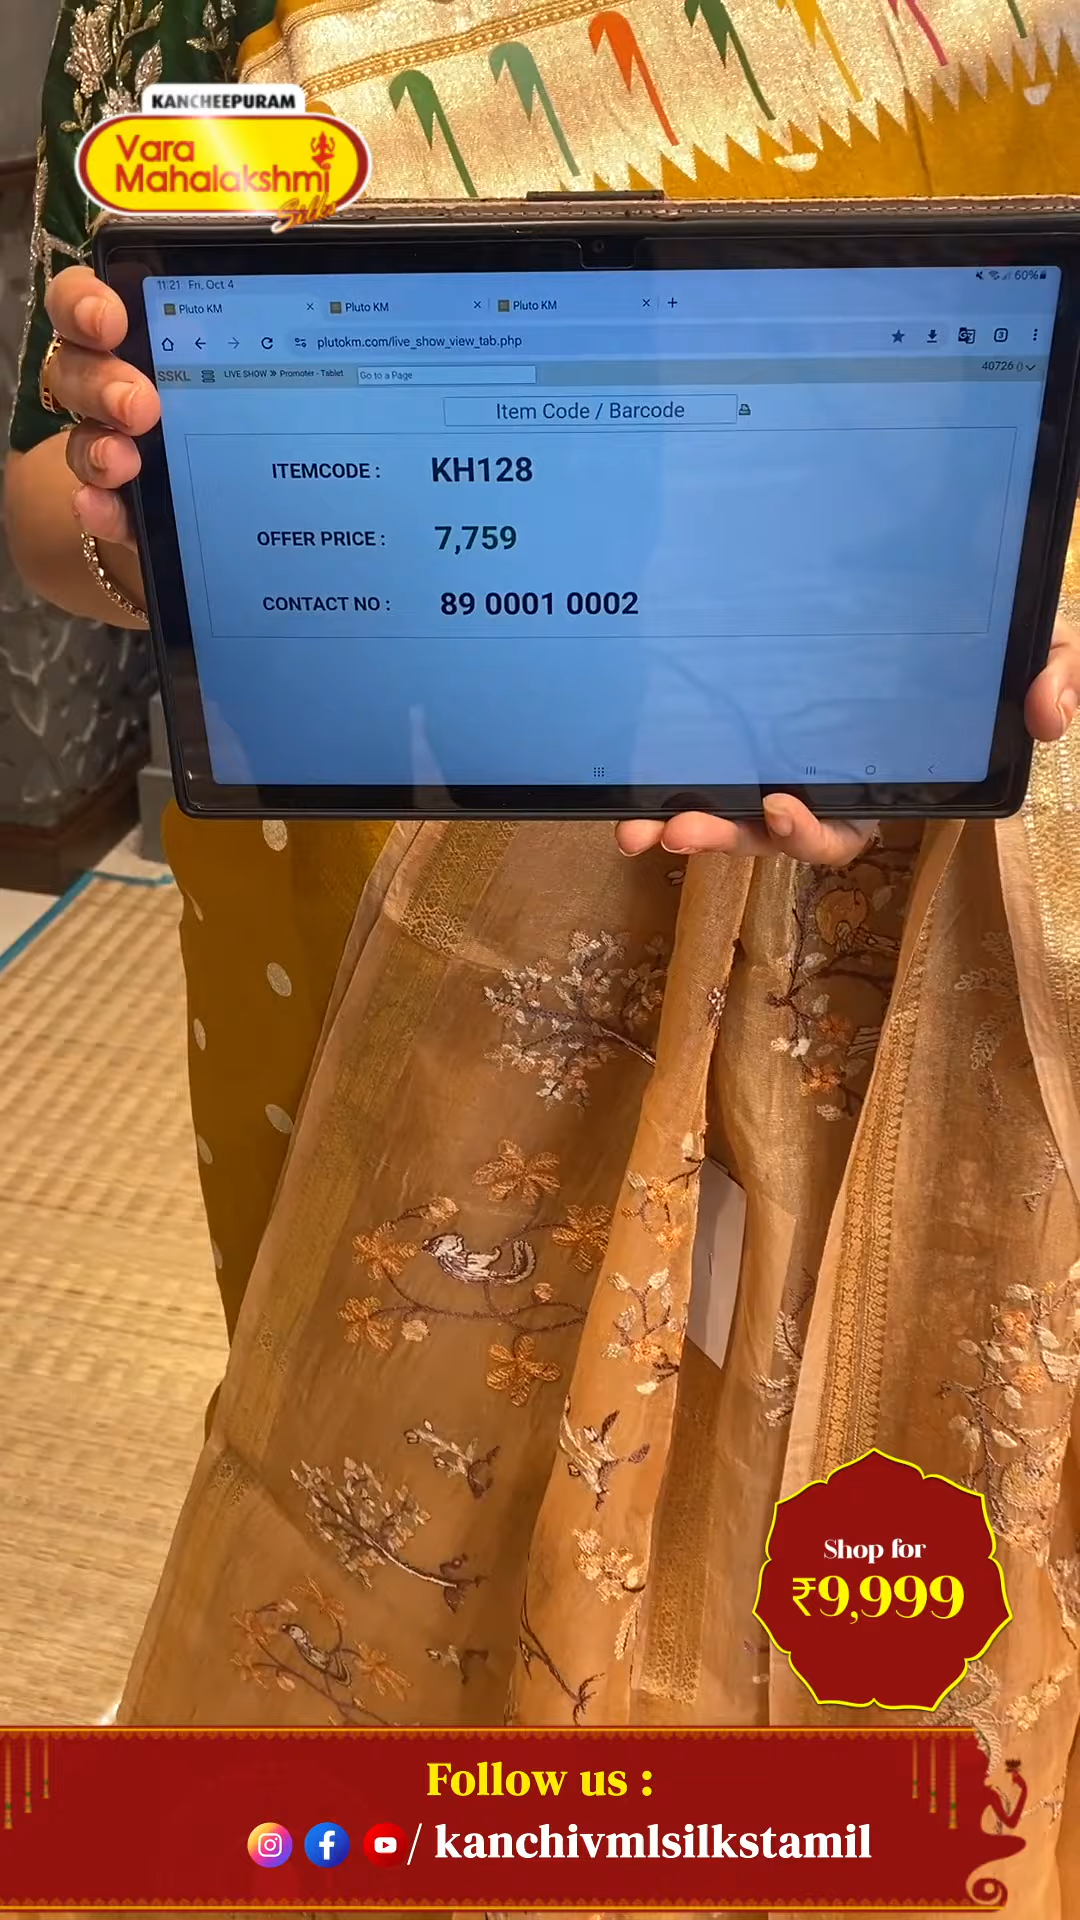 KANCHEEPURAM
Vara
Mahalakshmi
Silks
11:21 Fri, Oct 4
60%
Pluto KM
Pluto KM
Pluto KM
plutokm.com/live_show_view_tab.php
3
SSKL
LIVE SHOW » Promoter - Tablet
Go to a Page
40726 ()
Item Code / Barcode
ITEMCODE : KH128
OFFER PRICE : 7,759
CONTACT NO : 89 0001 0002
Shop for
₹9,999
Follow us :
/ kanchivmlsilkstamil